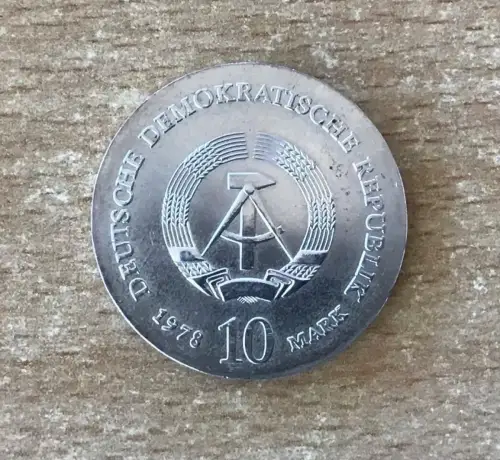 DEUTSCHE DEMOKRATISCHE REPUBLIK
1978 10 MARK